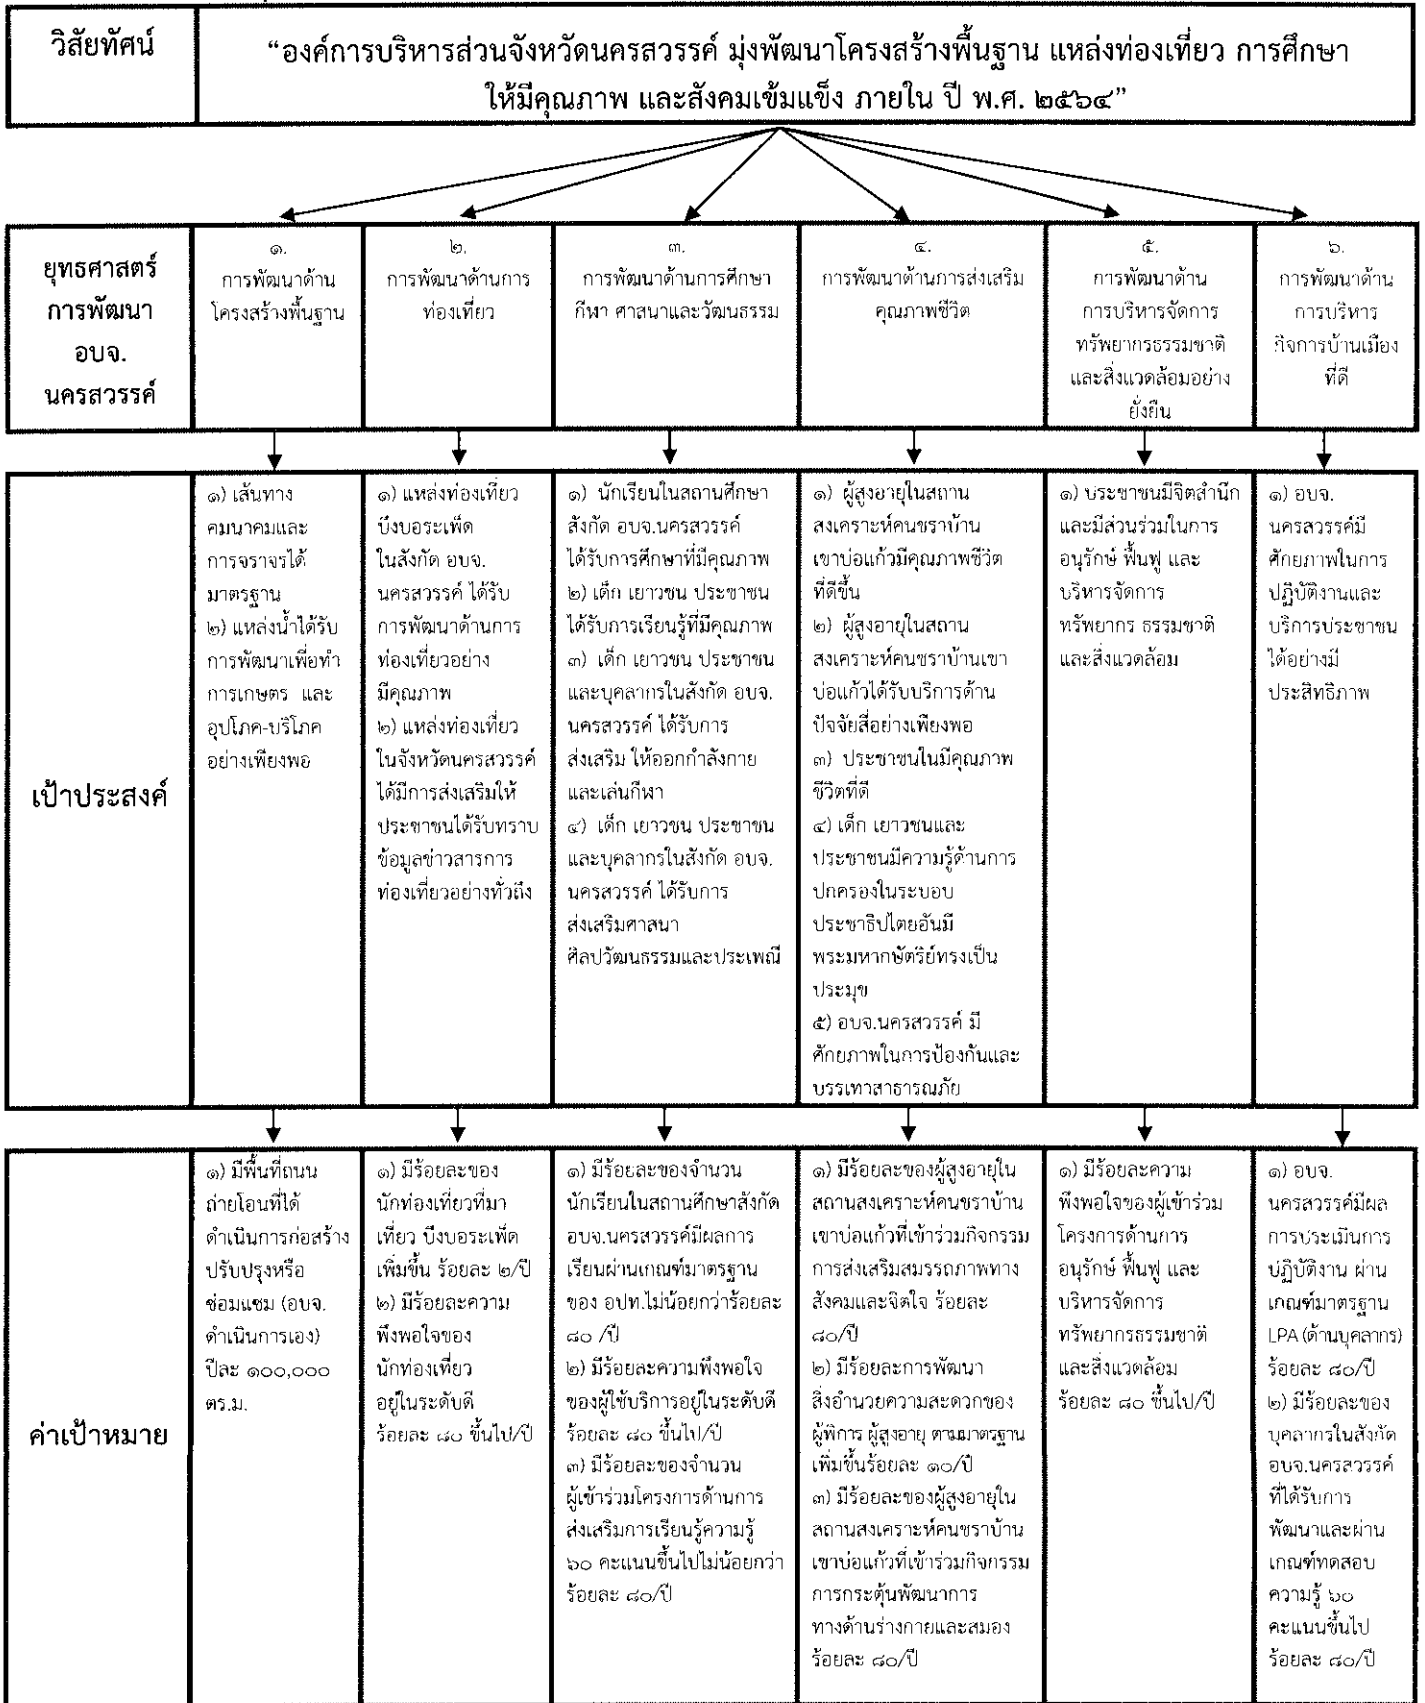 วิสัยทัศน์
“องค์การบริหารส่วนจังหวัดนครสวรรค์ มุ่งพัฒนาโครงสร้างพื้นฐาน แหล่งท่องเที่ยว การศึกษา
ให้มีคุณภาพ และสังคมเข้มแข็ง ภายใน ปี พ.ศ. ๒๕๖๔”
ยุทธศาสตร์
การพัฒนา
อบจ.
นครสวรรค์
๑.
การพัฒนาด้าน
โครงสร้างพื้นฐาน
๒.
การพัฒนาด้านการ
ท่องเที่ยว
๓.
การพัฒนาด้านการศึกษา
กีฬา ศาสนาและวัฒนธรรม
๔.
การพัฒนาด้านการส่งเสริม
คุณภาพชีวิต
๕.
การพัฒนาด้าน
การบริหารจัดการ
ทรัพยากรธรรมชาติ
และสิ่งแวดล้อมอย่าง
ยั่งยืน
๖.
การพัฒนาด้าน
การบริหาร
กิจการบ้านเมือง
ที่ดี
เป้าประสงค์
๑) เส้นทาง
คมนาคมและ
การจราจรได้
มาตรฐาน
๒) แหล่งน้ำได้รับ
การพัฒนาเพื่อทำ
การเกษตร และ
อุปโภค-บริโภค
อย่างเพียงพอ
๑) แหล่งท่องเที่ยว
บึงบอระเพ็ด
ในสังกัด อบจ.
นครสวรรค์ ได้รับ
การพัฒนาด้านการ
ท่องเที่ยวอย่าง
มีคุณภาพ
๒) แหล่งท่องเที่ยว
ในจังหวัดนครสวรรค์
ได้มีการส่งเสริมให้
ประชาชนได้รับทราบ
ข้อมูลข่าวสารการ
ท่องเที่ยวอย่างทั่วถึง
๑) นักเรียนในสถานศึกษา
สังกัด อบจ.นครสวรรค์
ได้รับการศึกษาที่มีคุณภาพ
๒) เด็ก เยาวชน ประชาชน
ได้รับการเรียนรู้ที่มีคุณภาพ
๓) เด็ก เยาวชน ประชาชน
และบุคลากรในสังกัด อบจ.
นครสวรรค์ ได้รับการ
ส่งเสริม ให้ออกกำลังกาย
และเล่นกีฬา
๔) เด็ก เยาวชน ประชาชน
และบุคลากรในสังกัด อบจ.
นครสวรรค์ ได้รับการ
ส่งเสริมศาสนา
ศิลปวัฒนธรรมและประเพณี
๑) ผู้สูงอายุในสถาน
สงเคราะห์คนชราบ้าน
เขาบ่อแก้วมีคุณภาพชีวิต
ที่ดีขึ้น
๒) ผู้สูงอายุในสถาน
สงเคราะห์คนชราบ้านเขา
บ่อแก้วได้รับบริการด้าน
ปัจจัยสี่อย่างเพียงพอ
๓) ประชาชนในมีคุณภาพ
ชีวิตที่ดี
๔) เด็ก เยาวชนและ
ประชาชนมีความรู้ด้านการ
ปกครองในระบอบ
ประชาธิปไตยอันมี
พระมหากษัตริย์ทรงเป็น
ประมุข
๕) อบจ.นครสวรรค์ มี
ศักยภาพในการป้องกันและ
บรรเทาสาธารณภัย
๑) ประชาชนมีจิตสำนึก
และมีส่วนร่วมในการ
อนุรักษ์ ฟื้นฟู และ
บริหารจัดการ
ทรัพยากร ธรรมชาติ
และสิ่งแวดล้อม
๑) อบจ.
นครสวรรค์มี
ศักยภาพในการ
ปฏิบัติงานและ
บริการประชาชน
ได้อย่างมี
ประสิทธิภาพ
ค่าเป้าหมาย
๑) มีพื้นที่ถนน
ถ่ายโอนที่ได้
ดำเนินการก่อสร้าง
ปรับปรุงหรือ
ซ่อมแซม (อบจ.
ดำเนินการเอง)
ปีละ ๑๐๐,๐๐๐
ตร.ม.
๑) มีร้อยละของ
นักท่องเที่ยวที่มา
เที่ยว บึงบอระเพ็ด
เพิ่มขึ้น ร้อยละ ๒/ปี
๒) มีร้อยละความ
พึงพอใจของ
นักท่องเที่ยว
อยู่ในระดับดี
ร้อยละ ๘๐ ขึ้นไป/ปี
๑) มีร้อยละของจำนวน
นักเรียนในสถานศึกษาสังกัด
อบจ.นครสวรรค์มีผลการ
เรียนผ่านเกณฑ์มาตรฐาน
ของ อปท.ไม่น้อยกว่าร้อยละ
๘๐ /ปี
๒) มีร้อยละความพึงพอใจ
ของผู้ใช้บริการอยู่ในระดับดี
ร้อยละ ๘๐ ขึ้นไป/ปี
๓) มีร้อยละของจำนวน
ผู้เข้าร่วมโครงการด้านการ
ส่งเสริมการเรียนรู้ความรู้
๖๐ คะแนนขึ้นไปไม่น้อยกว่า
ร้อยละ ๘๐/ปี
๑) มีร้อยละของผู้สูงอายุใน
สถานสงเคราะห์คนชราบ้าน
เขาบ่อแก้วที่เข้าร่วมกิจกรรม
การส่งเสริมสมรรถภาพทาง
สังคมและจิตใจ ร้อยละ
๘๐/ปี
๒) มีร้อยละการพัฒนา
สิ่งอำนวยความสะดวกของ
ผู้พิการ ผู้สูงอายุ ตามมาตรฐาน
เพิ่มขึ้นร้อยละ ๑๐/ปี
๓) มีร้อยละของผู้สูงอายุใน
สถานสงเคราะห์คนชราบ้าน
เขาบ่อแก้วที่เข้าร่วมกิจกรรม
การกระตุ้นพัฒนาการ
ทางด้านร่างกายและสมอง
ร้อยละ ๘๐/ปี
๑) มีร้อยละความ
พึงพอใจของผู้เข้าร่วม
โครงการด้านการ
อนุรักษ์ ฟื้นฟู และ
บริหารจัดการ
ทรัพยากรธรรมชาติ
และสิ่งแวดล้อม
ร้อยละ ๘๐ ขึ้นไป/ปี
๑) อบจ.
นครสวรรค์มีผล
การประเมินการ
ปฏิบัติงาน ผ่าน
เกณฑ์มาตรฐาน
LPA (ด้านบุคลากร)
ร้อยละ ๘๐/ปี
๒) มีร้อยละของ
บุคลากรในสังกัด
อบจ.นครสวรรค์
ที่ได้รับการ
พัฒนาและผ่าน
เกณฑ์ทดสอบ
ความรู้ ๖๐
คะแนนขึ้นไป
ร้อยละ ๘๐/ปี